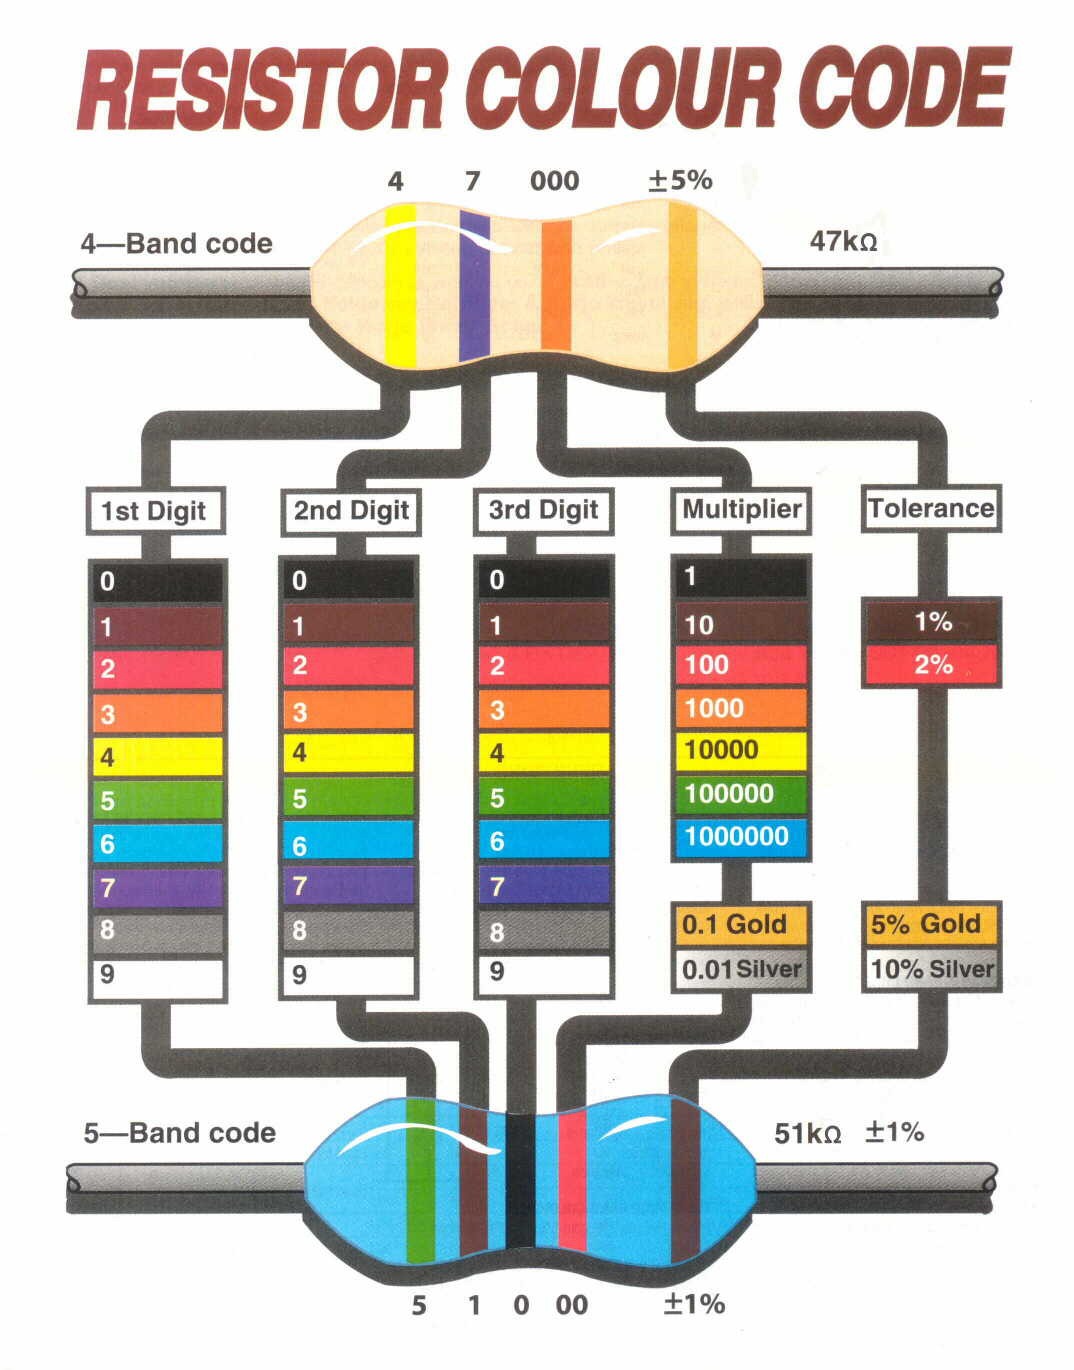 RESISTOR COLOUR CODE
4 7 000 ±5%
4—Band code
47kΩ
1st Digit
2nd Digit
3rd Digit
Multiplier
Tolerance
0 0 0 1
1 1 1 10 1%
2 2 2 100 2%
3 3 3 1000
4 4 4 10000
5 5 5 100000
6 6 6 1000000
7 7 7
8 8 8 0.1 Gold 5% Gold
9 9 9 0.01 Silver 10% Silver
5—Band code
51kΩ ±1%
5 1 0 00 ±1%